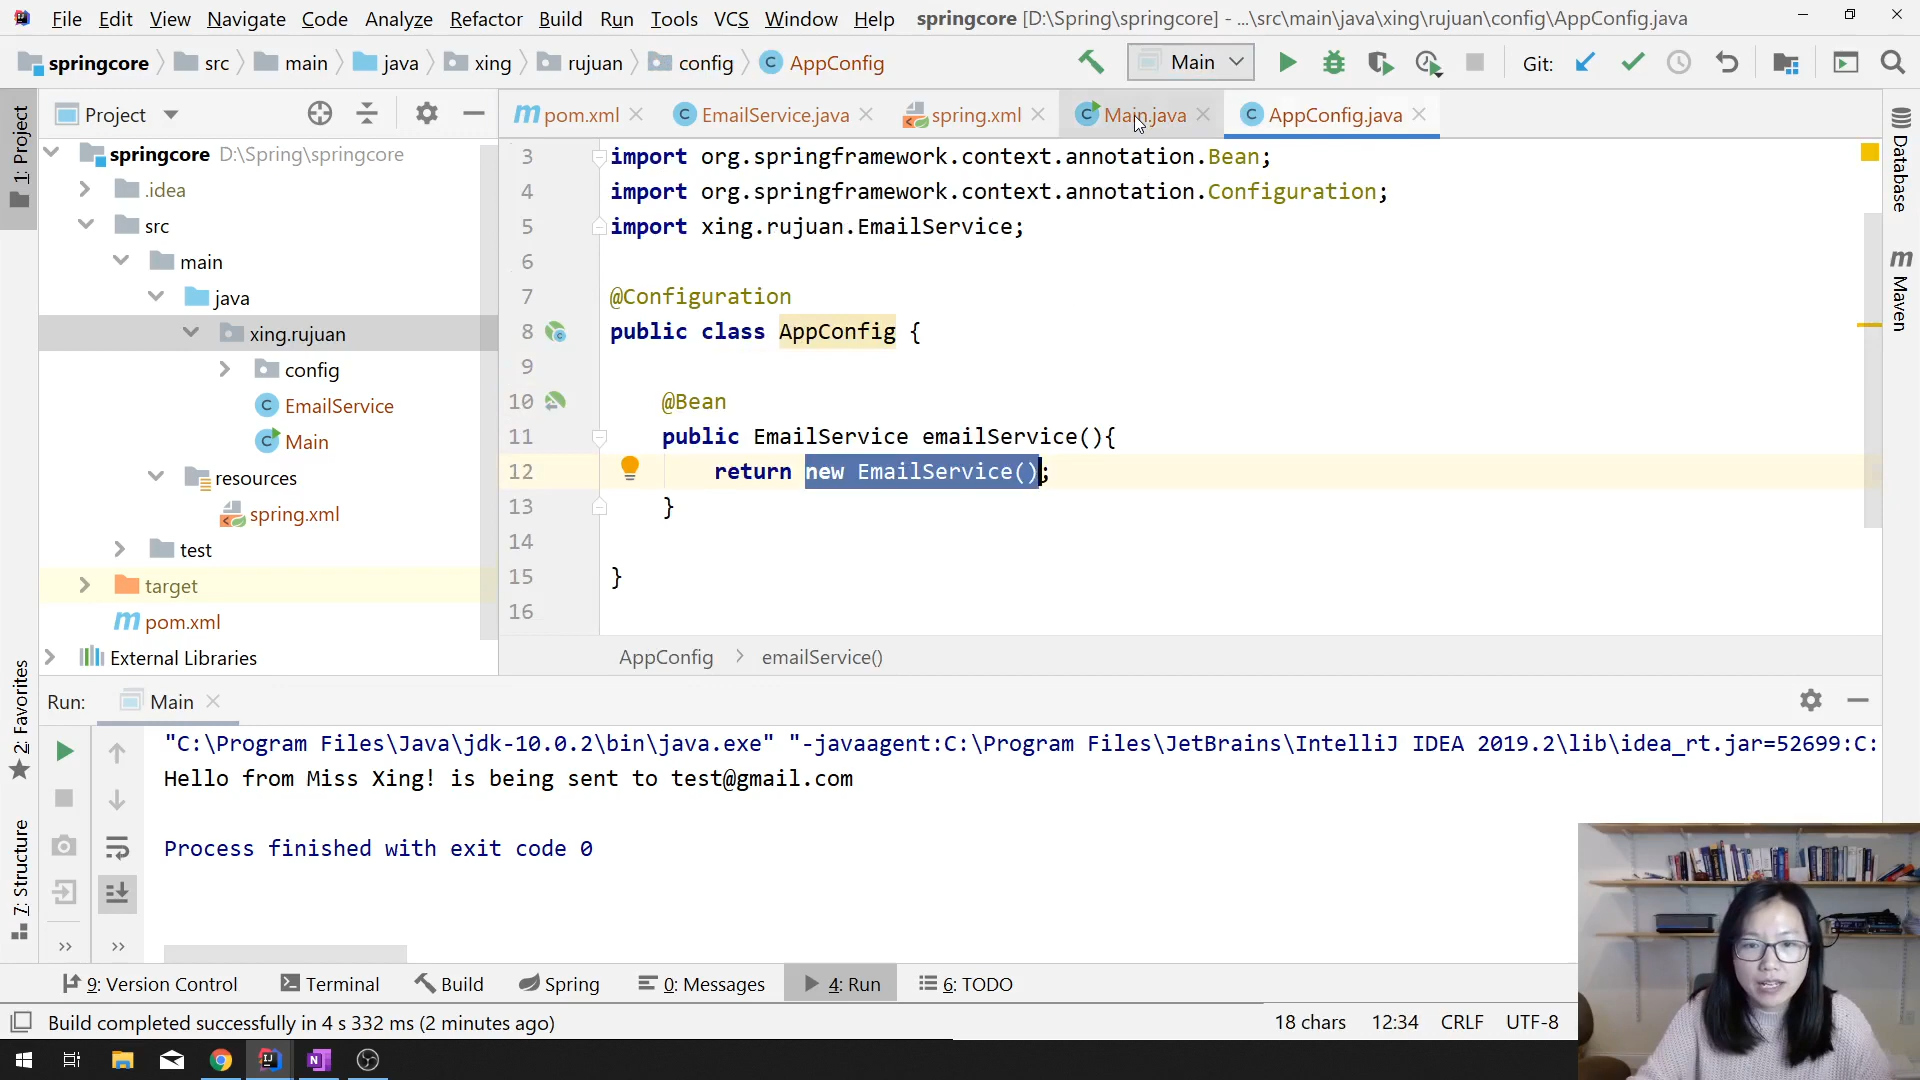 File Edit View Navigate Code Analyze Refactor Build Run Tools VCS Window Help springcore [D:\Spring\springcore] - ...\src\main\java\xing\rujuan\config\AppConfig.java
springcore src main java xing rujuan config AppConfig Main Git:
1: Project
Project
pom.xml EmailService.java spring.xml Main.java AppConfig.java
springcore D:\Spring\springcore
.idea
src
main
java
xing.rujuan
config
EmailService
Main
resources
spring.xml
test
target
pom.xml
External Libraries
3 import org.springframework.context.annotation.Bean;
4 import org.springframework.context.annotation.Configuration;
5 import xing.rujuan.EmailService;
6
7 @Configuration
8 public class AppConfig {
9
10 @Bean
11 public EmailService emailService(){
12 return new EmailService();
13 }
14
15 }
16
AppConfig emailService()
Database
Maven
2: Favorites
7: Structure
Run: Main
"C:\Program Files\Java\jdk-10.0.2\bin\java.exe" "-javaagent:C:\Program Files\JetBrains\IntelliJ IDEA 2019.2\lib\idea_rt.jar=52699:C:
Hello from Miss Xing! is being sent to test@gmail.com
Process finished with exit code 0
9: Version Control Terminal Build Spring 0: Messages 4: Run 6: TODO
Build completed successfully in 4 s 332 ms (2 minutes ago) 18 chars 12:34 CRLF UTF-8